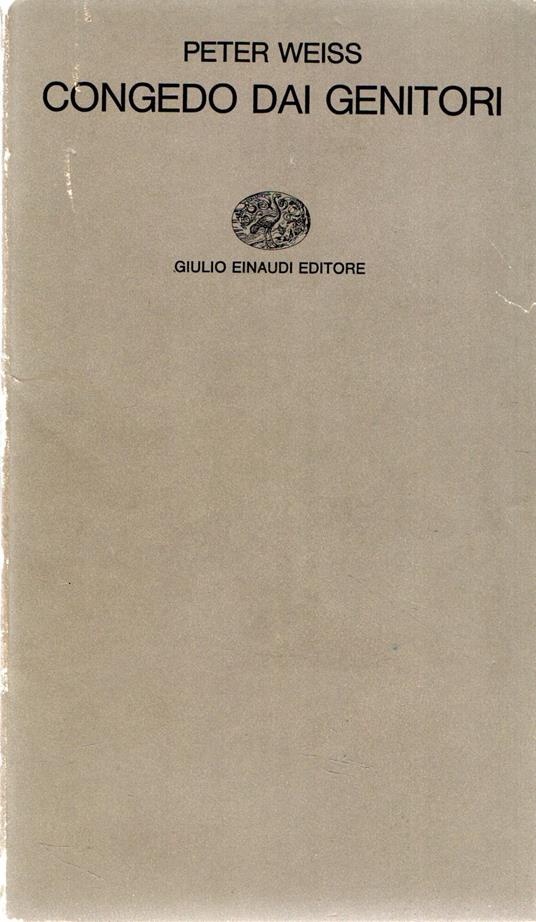 PETER WEISS
CONGEDO DAI GENITORI
GIULIO EINAUDI EDITORE